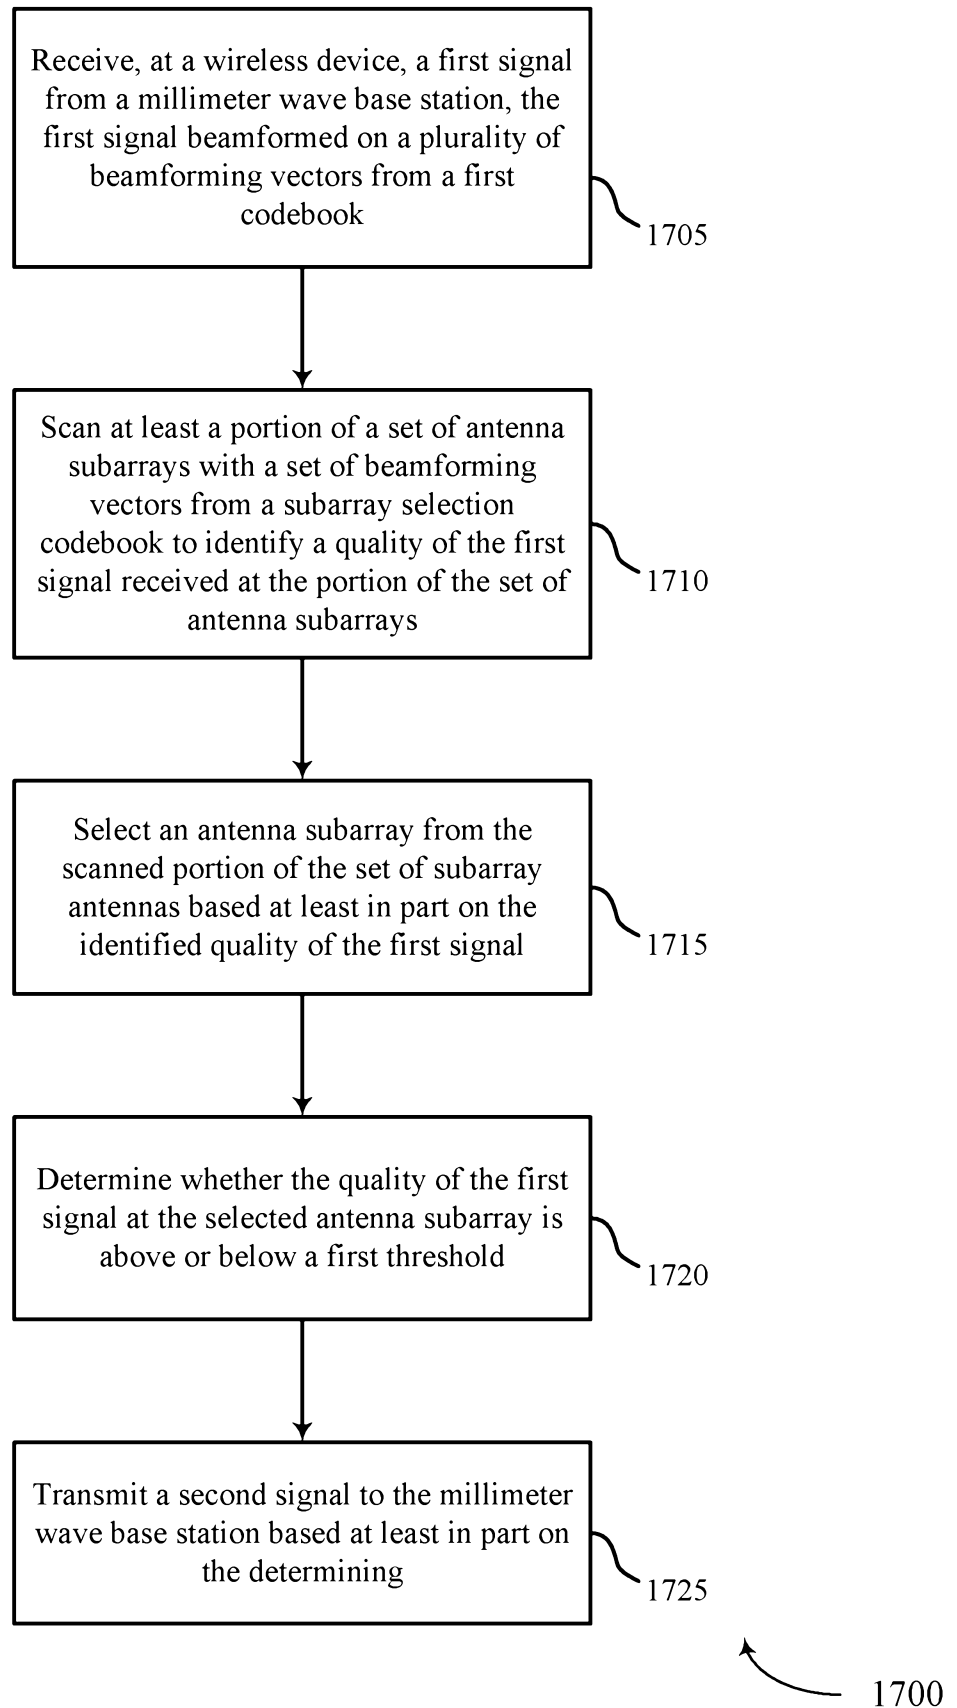 Receive, at a wireless device, a first signal
from a millimeter wave base station, the
first signal beamformed on a plurality of
beamforming vectors from a first
codebook
1705
Scan at least a portion of a set of antenna
subarrays with a set of beamforming
vectors from a subarray selection
codebook to identify a quality of the first
signal received at the portion of the set of
antenna subarrays
1710
Select an antenna subarray from the
scanned portion of the set of subarray
antennas based at least in part on the
identified quality of the first signal
1715
Determine whether the quality of the first
signal at the selected antenna subarray is
above or below a first threshold
1720
Transmit a second signal to the millimeter
wave base station based at least in part on
the determining
1725
1700